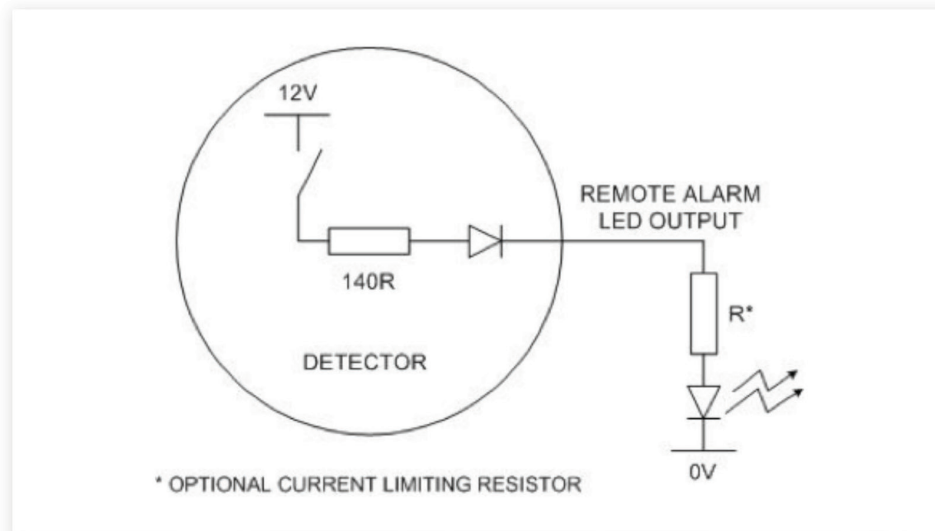 12V
REMOTE ALARM
LED OUTPUT
140R
R*
DETECTOR
0V
* OPTIONAL CURRENT LIMITING RESISTOR